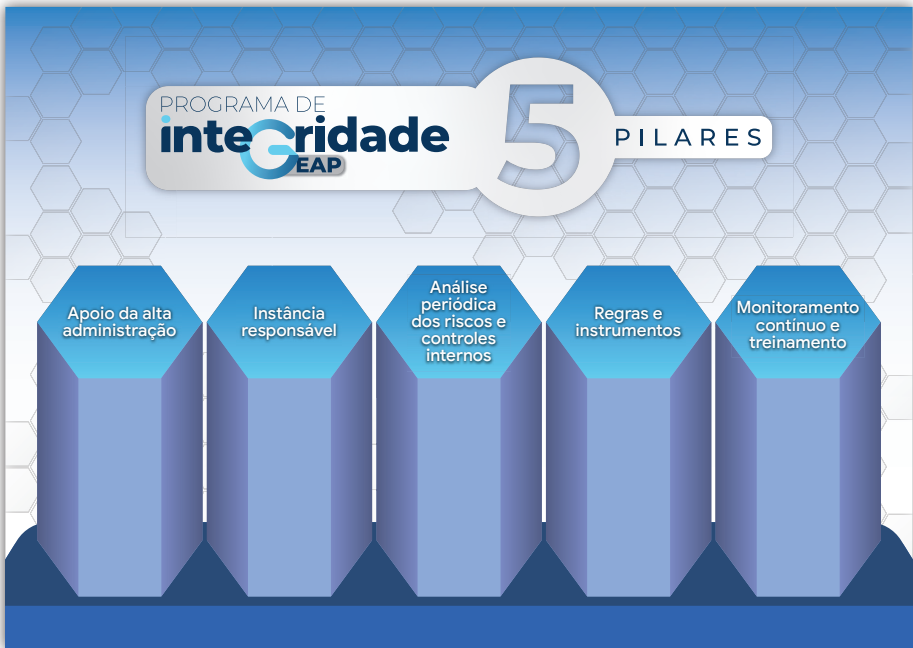 PROGRAMA DE
inteGridade
GEAP
5
PILARES
Apoio da alta
administração
Instância
responsável
Análise
periódica
dos riscos e
controles
internos
Regras e
instrumentos
Monitoramento
contínuo e
treinamento